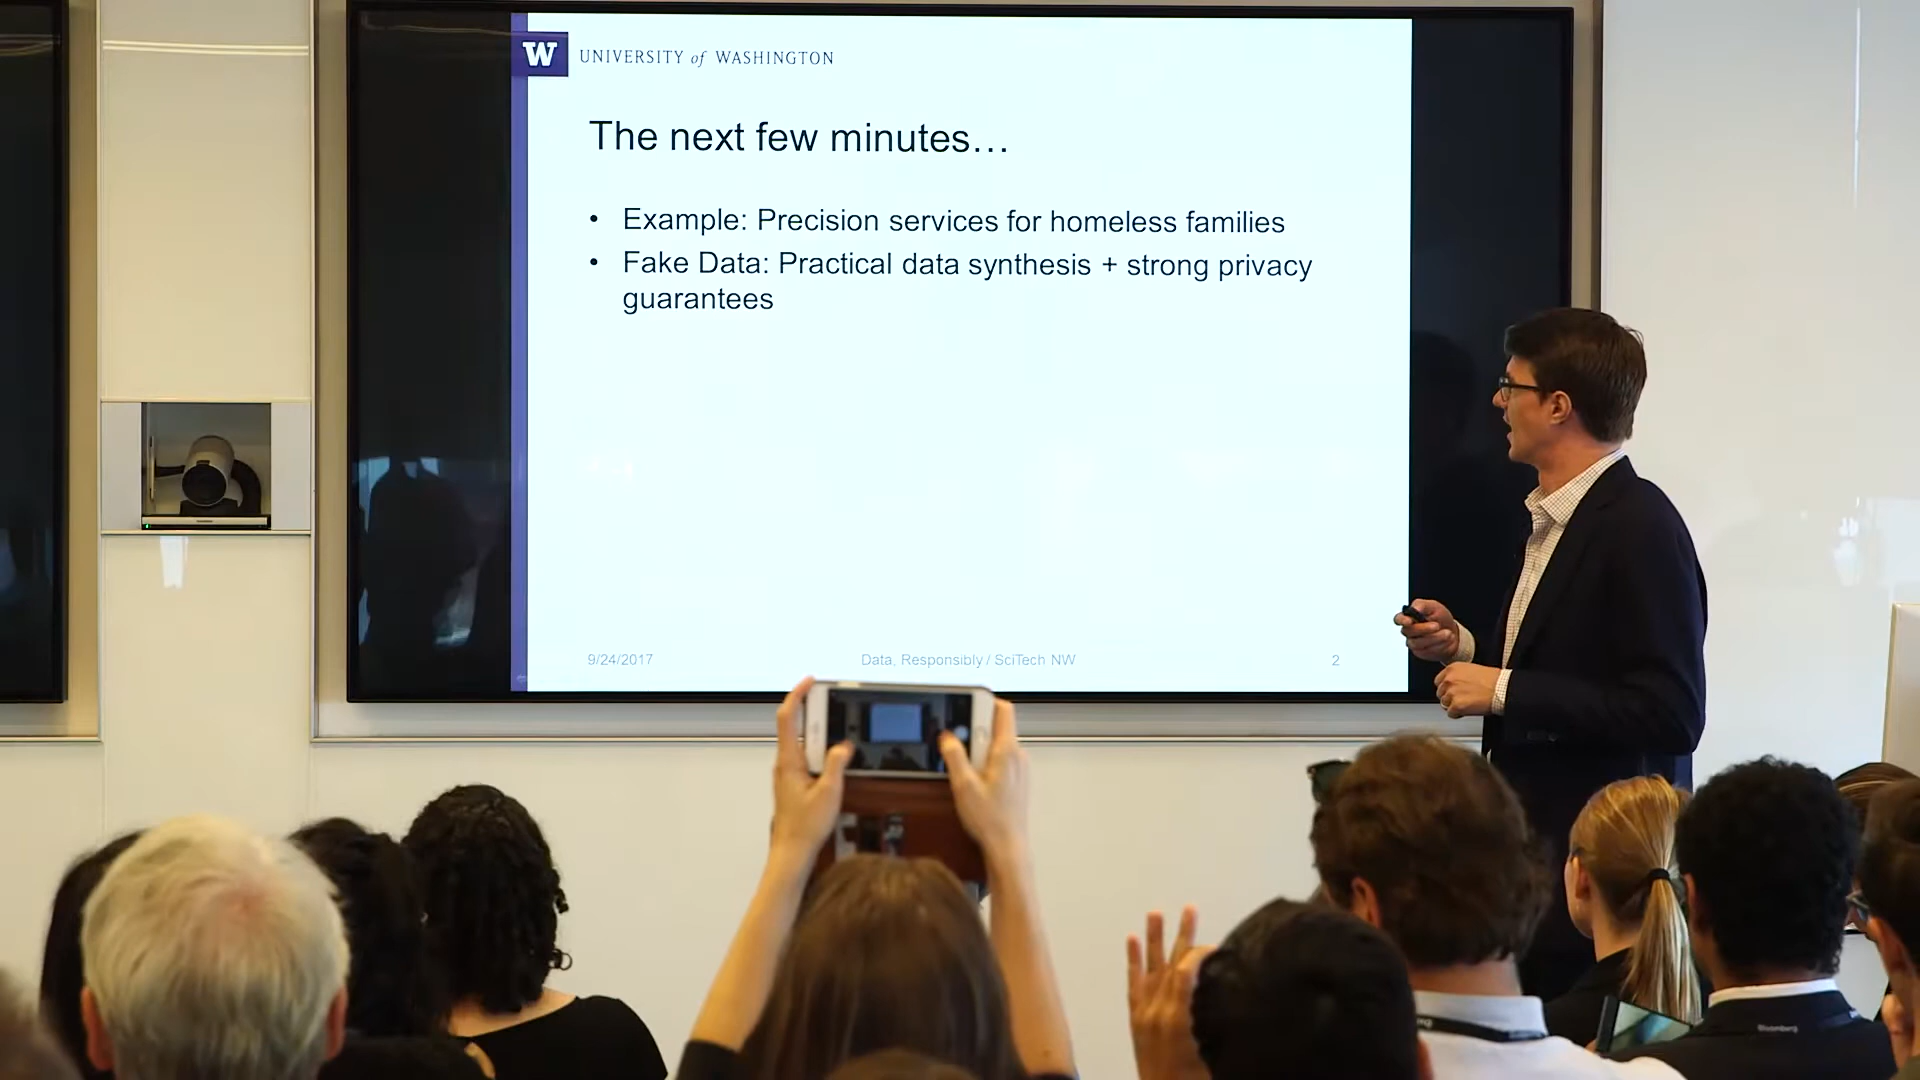 W UNIVERSITY of WASHINGTON
The next few minutes…
• Example: Precision services for homeless families
• Fake Data: Practical data synthesis + strong privacy
guarantees
9/24/2017 Data, Responsibly / SciTech NW 2
Bloomberg